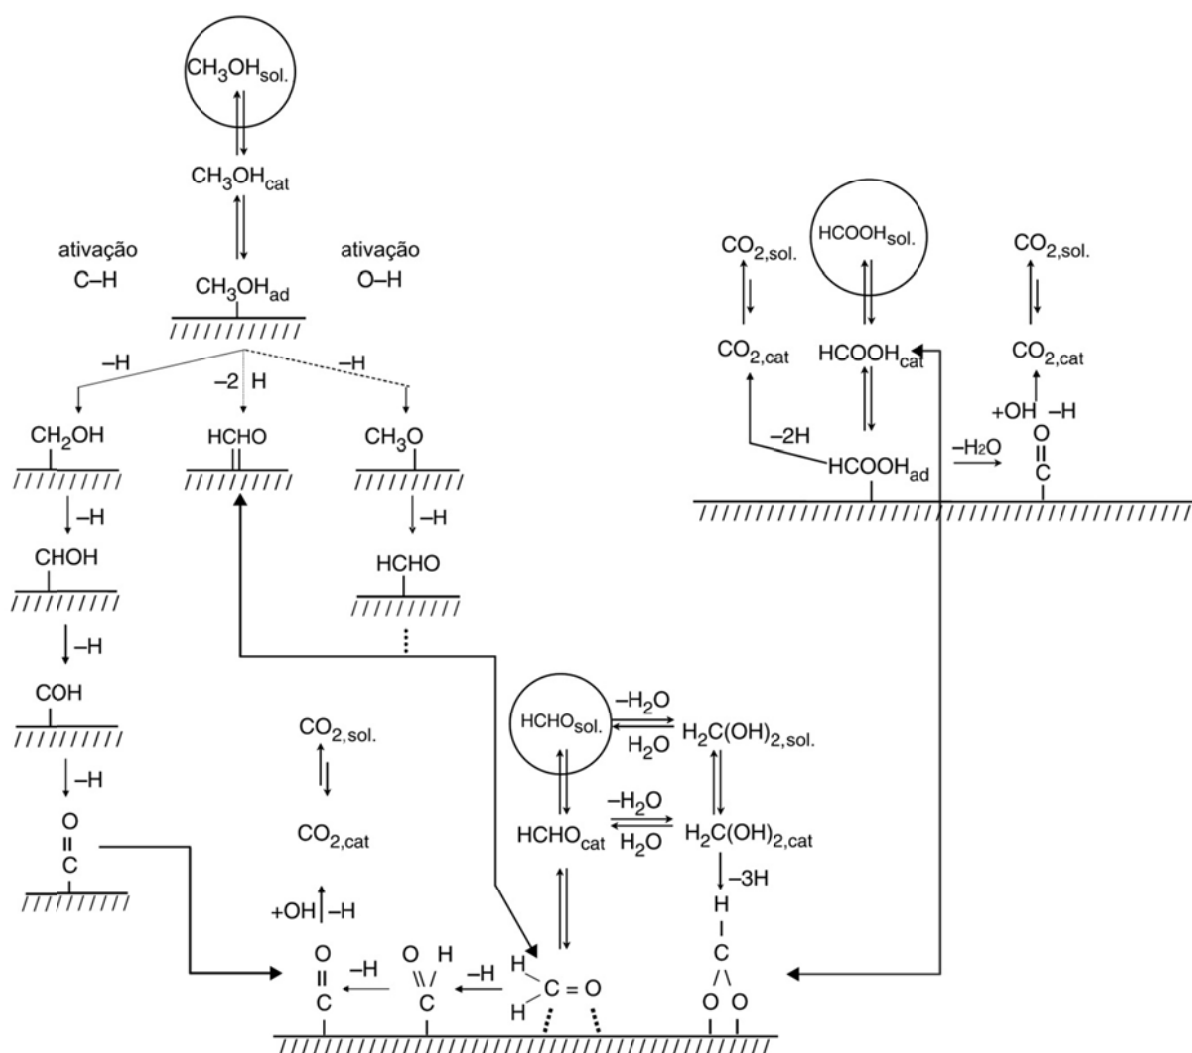 CH₃OHsol.
CH₃OHcat
ativação
C–H
ativação
O–H
CH₃OHad
–H
–2 H
–H
CH₂OH
HCHO
CH₃O
–H
–H
CHOH
HCHO
–H
COH
–H
O
C
CO₂,sol.
HCOOHsol.
CO₂,sol.
CO₂,cat
HCOOHcat
CO₂,cat
+OH –H
–2H
HCOOHad
–H₂O
O
C
HCHOsol.
–H₂O
H₂O
H₂C(OH)₂,sol.
CO₂,sol.
HCHOcat
–H₂O
H₂O
H₂C(OH)₂,cat
CO₂,cat
–3H
+OH –H
H
C
O O
O
C
–H
O H
C
–H
H
C = O
H